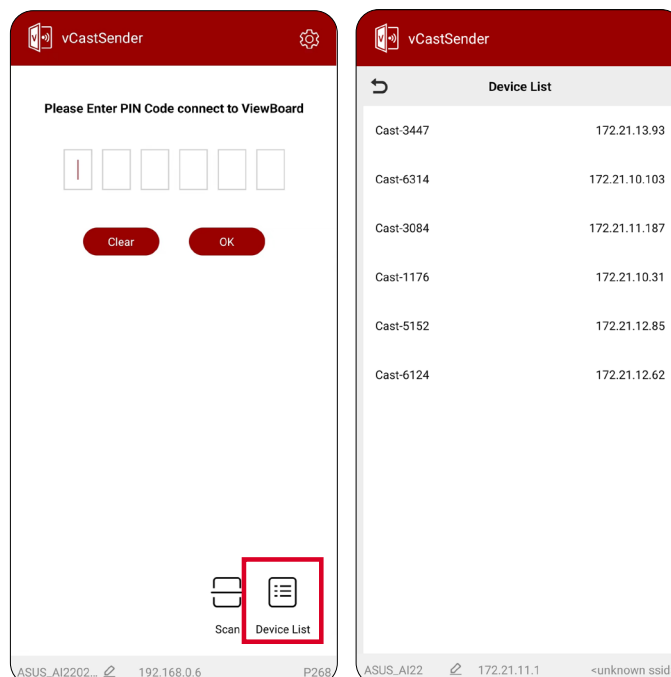 vCastSender
Please Enter PIN Code connect to ViewBoard
Clear OK
Scan Device List
ASUS_AI2202... 192.168.0.6 P268
vCastSender
Device List
Cast-3447 172.21.13.93
Cast-6314 172.21.10.103
Cast-3084 172.21.11.187
Cast-1176 172.21.10.31
Cast-5152 172.21.12.85
Cast-6124 172.21.12.62
ASUS_AI22 172.21.11.1 <unknown ssid